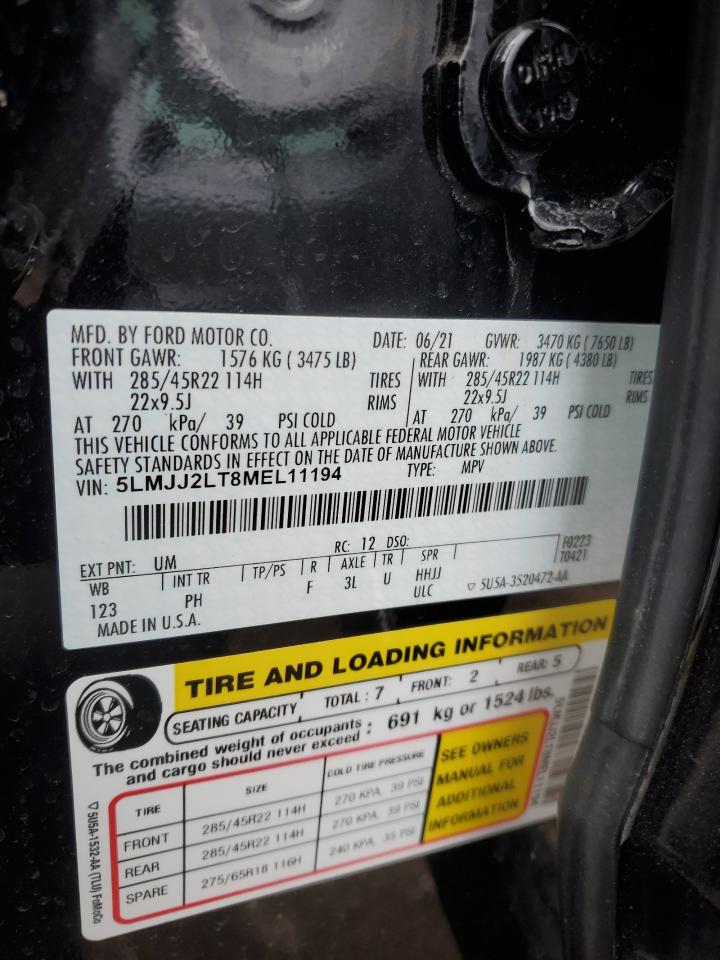 MFD. BY FORD MOTOR CO. DATE: 06/21 GVWR: 3470 KG ( 7650 LB)
FRONT GAWR: 1576 KG ( 3475 LB) REAR GAWR: 1987 KG ( 4380 LB)
WITH 285/45R22 114H TIRES WITH 285/45R22 114H TIRES
22x9.5J RIMS 22x9.5J RIMS
AT 270 kPa/ 39 PSI COLD AT 270 kPa/ 39 PSI COLD
THIS VEHICLE CONFORMS TO ALL APPLICABLE FEDERAL MOTOR VEHICLE
SAFETY STANDARDS IN EFFECT ON THE DATE OF MANUFACTURE SHOWN ABOVE.
VIN: 5LMJJ2LT8MEL11194 TYPE: MPV
EXT PNT: UM RC: 12 DSO: F0223
WB INT TR TP/PS R AXLE TR SPR T0421
123 PH F 3L U HHJJ
ULC ▽ 5U5A-3520472-AA
MADE IN U.S.A.
TIRE AND LOADING INFORMATION
SEATING CAPACITY TOTAL : 7 FRONT: 2 REAR: 5
The combined weight of occupants
and cargo should never exceed : 691 kg or 1524 lbs.
TIRE SIZE COLD TIRE PRESSURE
FRONT 285/45R22 114H 270 KPA, 39 PSI
REAR 285/45R22 114H 270 KPA, 39 PSI
SPARE 275/65R18 116H 240 KPA, 35 PSI
SEE OWNERS
MANUAL FOR
ADDITIONAL
INFORMATION
▽ 5U5A-1532-AA (TLU) FoMoCo
5LMJJ2LT8MEL11194